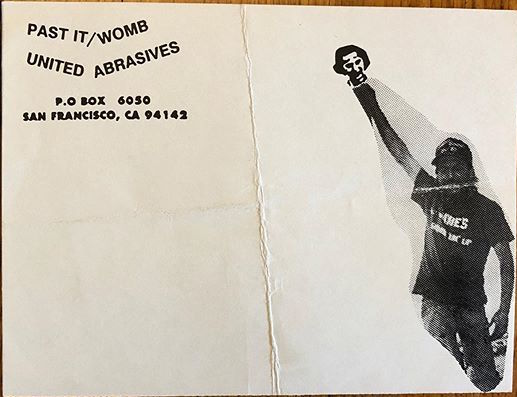 PAST IT/WOMB
UNITED ABRASIVES
P.O BOX 6050
SAN FRANCISCO, CA 94142